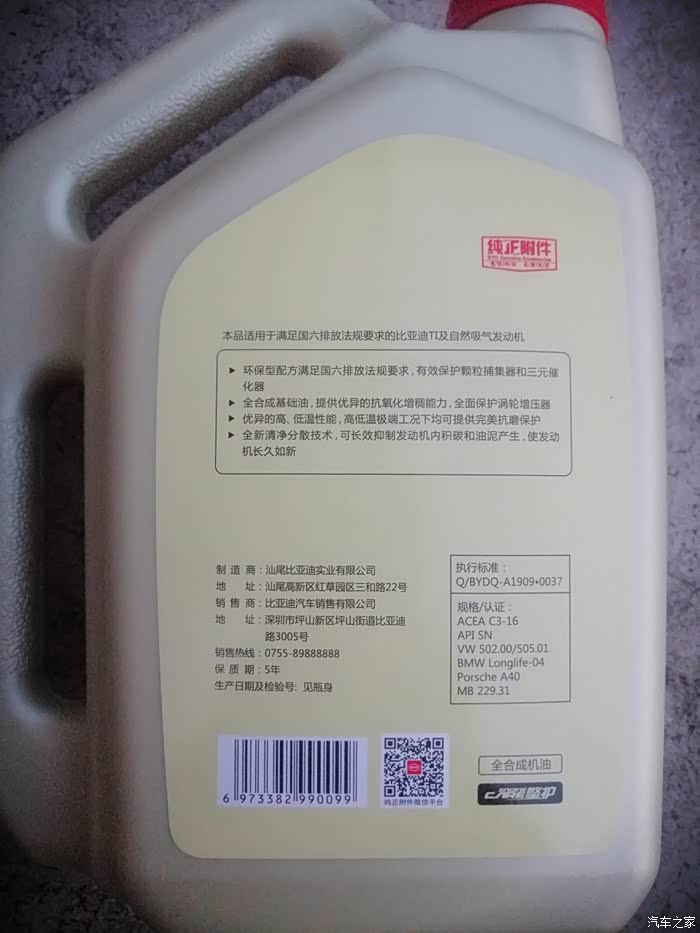 纯正附件
BYD Genuine Accessories
本品适用于满足国六排放法规要求的比亚迪TI及自然吸气发动机
▶ 环保型配方满足国六排放法规要求，有效保护颗粒捕集器和三元催
化器
▶ 全合成基础油，提供优异的抗氧化增稠能力，全面保护涡轮增压器
▶ 优异的高、低温性能，高低温极端工况下均可提供完美抗磨保护
▶ 全新清净分散技术，可长效抑制发动机内积碳和油泥产生，使发动
机长久如新
制 造 商：汕尾比亚迪实业有限公司
地 址：汕尾高新区红草园区三和路22号
销 售 商：比亚迪汽车销售有限公司
地 址：深圳市坪山新区坪山街道比亚迪
路3005号
销售热线：0755-89888888
保 质 期：5年
生产日期及检验号：见瓶身
执行标准：
Q/BYDQ-A1909•0037
规格/认证：
ACEA C3-16
API SN
VW 502.00/505.01
BMW Longlife-04
Porsche A40
MB 229.31
6 973382 990099
纯正附件微信平台
全合成机油
汽车之家